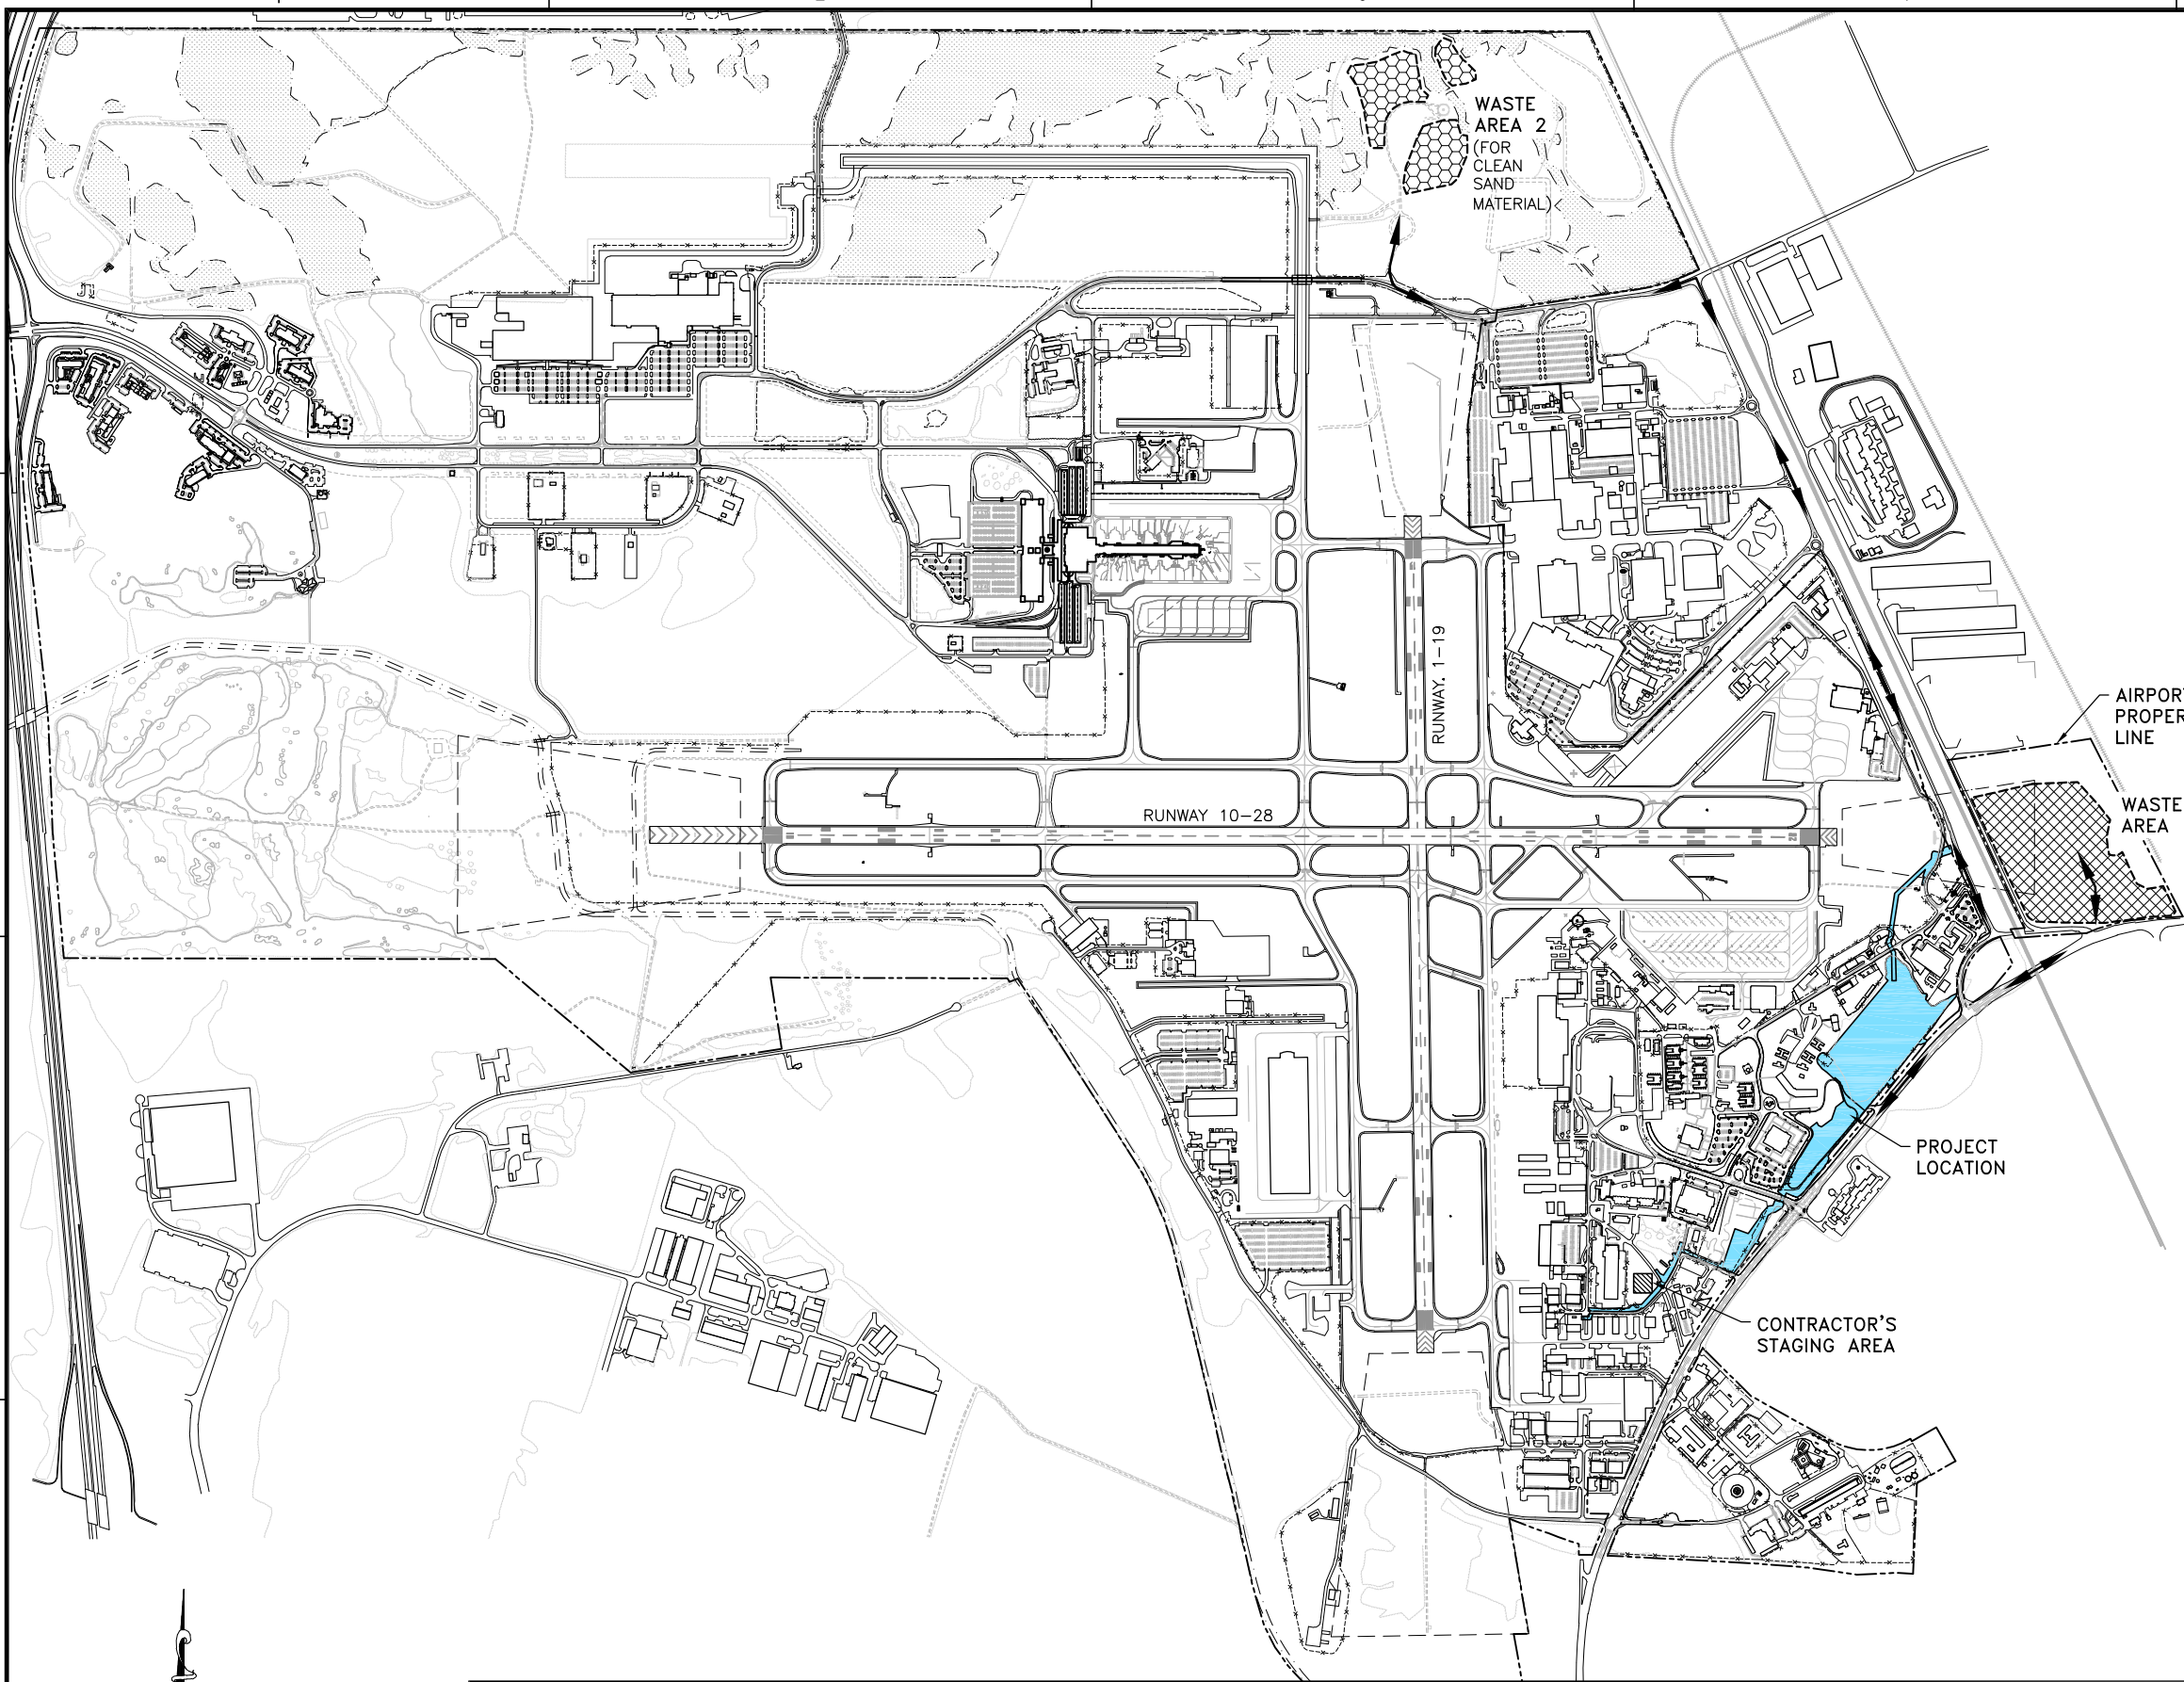 WASTE
AREA 2
(FOR
CLEAN
SAND
MATERIAL)
RUNWAY 1-19
AIRPOR
PROPER
LINE
WASTE
AREA
RUNWAY 10-28
PROJECT
LOCATION
CONTRACTOR'S
STAGING AREA